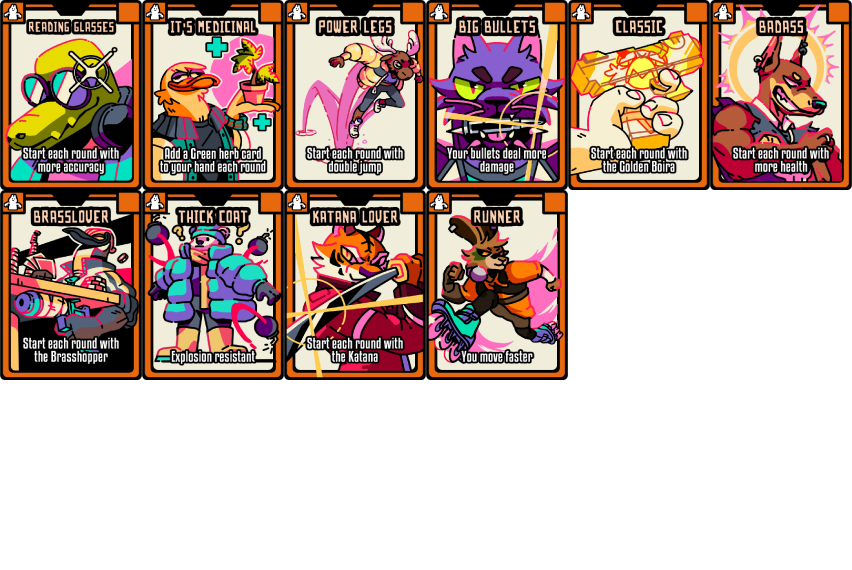 READING GLASSES
Start each round with
more accuracy
IT'S MEDICINAL
Add a Green herb card
to your hand each round
POWER LEGS
Start each round with
double jump
BIG BULLETS
Your bullets deal more
damage
CLASSIC
Start each round with
the Golden Boira
BADASS
Start each round with
more health
BRASSLOVER
Start each round with
the Brasshopper
THICK COAT
Explosion resistant
KATANA LOVER
Start each round with
the Katana
RUNNER
You move faster